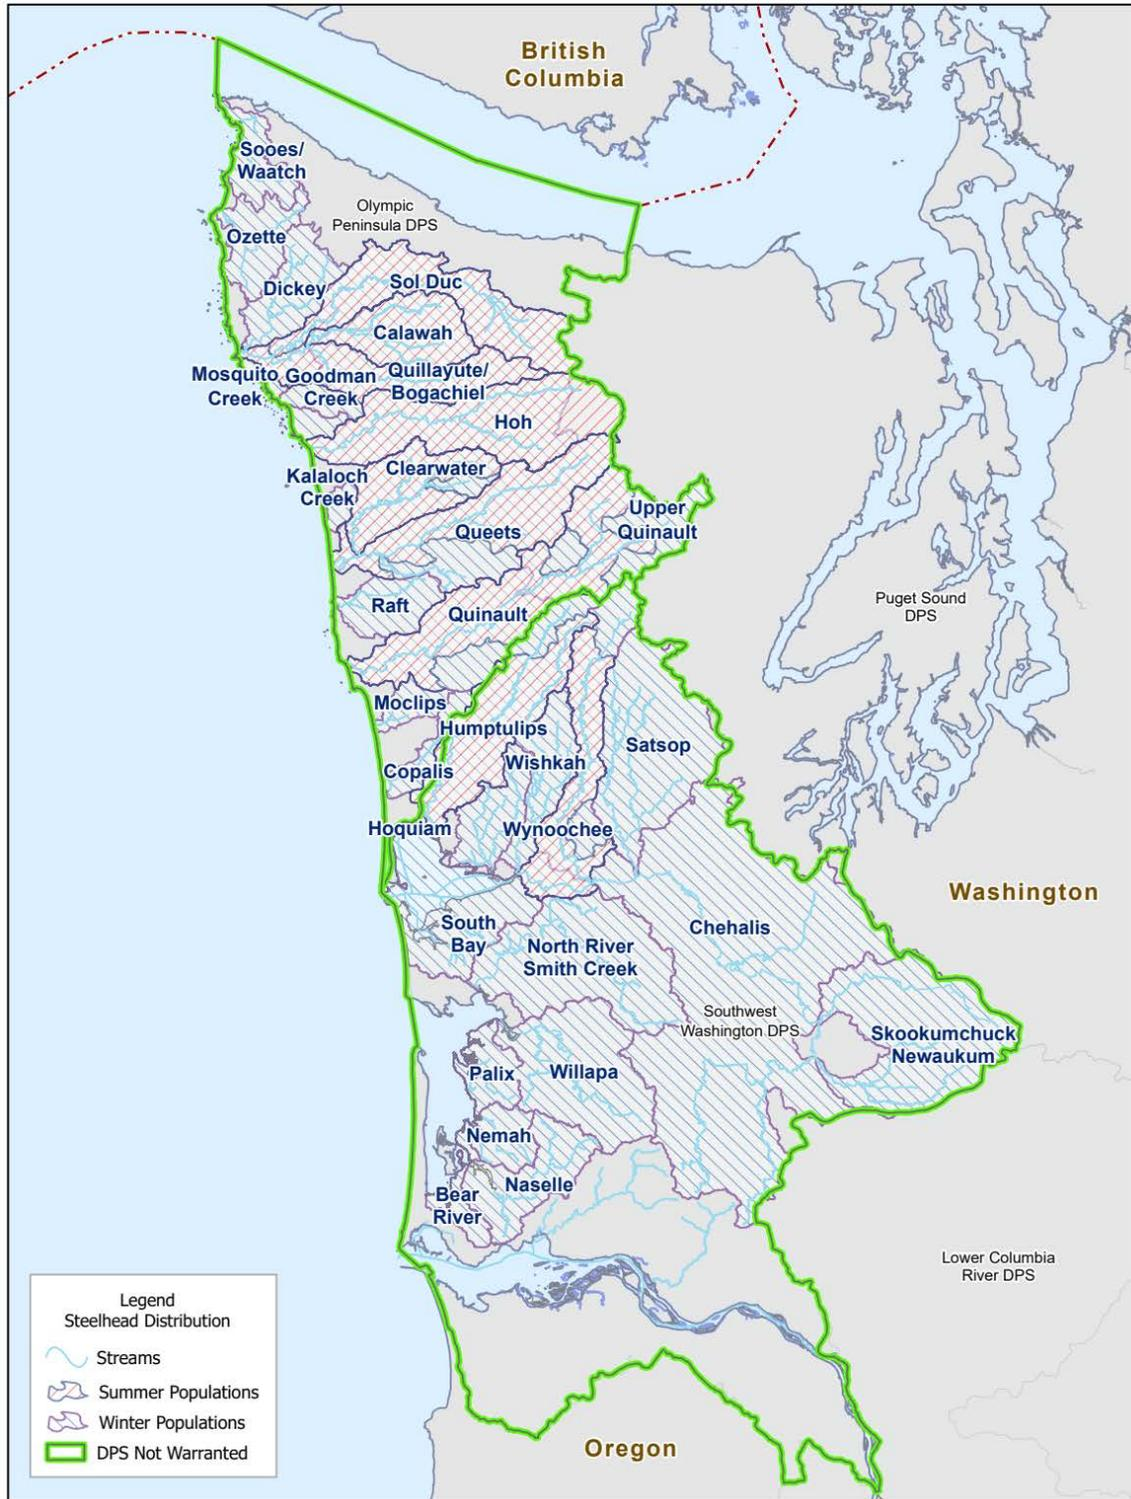 British
Columbia
Sooes/
Waatch
Olympic
Peninsula DPS
Ozette
Dickey
Sol Duc
Calawah
Mosquito
Creek
Goodman
Creek
Quillayute/
Bogachiel
Hoh
Clearwater
Kalaloch
Creek
Upper
Quinault
Queets
Raft
Quinault
Puget Sound
DPS
Moclips
Humptulips
Satsop
Wishkah
Copalis
Hoquiam
Wynoochee
Washington
South
Bay
North River
Smith Creek
Chehalis
Southwest
Washington DPS
Skookumchuck
Newaukum
Palix
Willapa
Nemah
Naselle
Bear
River
Lower Columbia
River DPS
Legend
Steelhead Distribution
Streams
Summer Populations
Winter Populations
DPS Not Warranted
Oregon